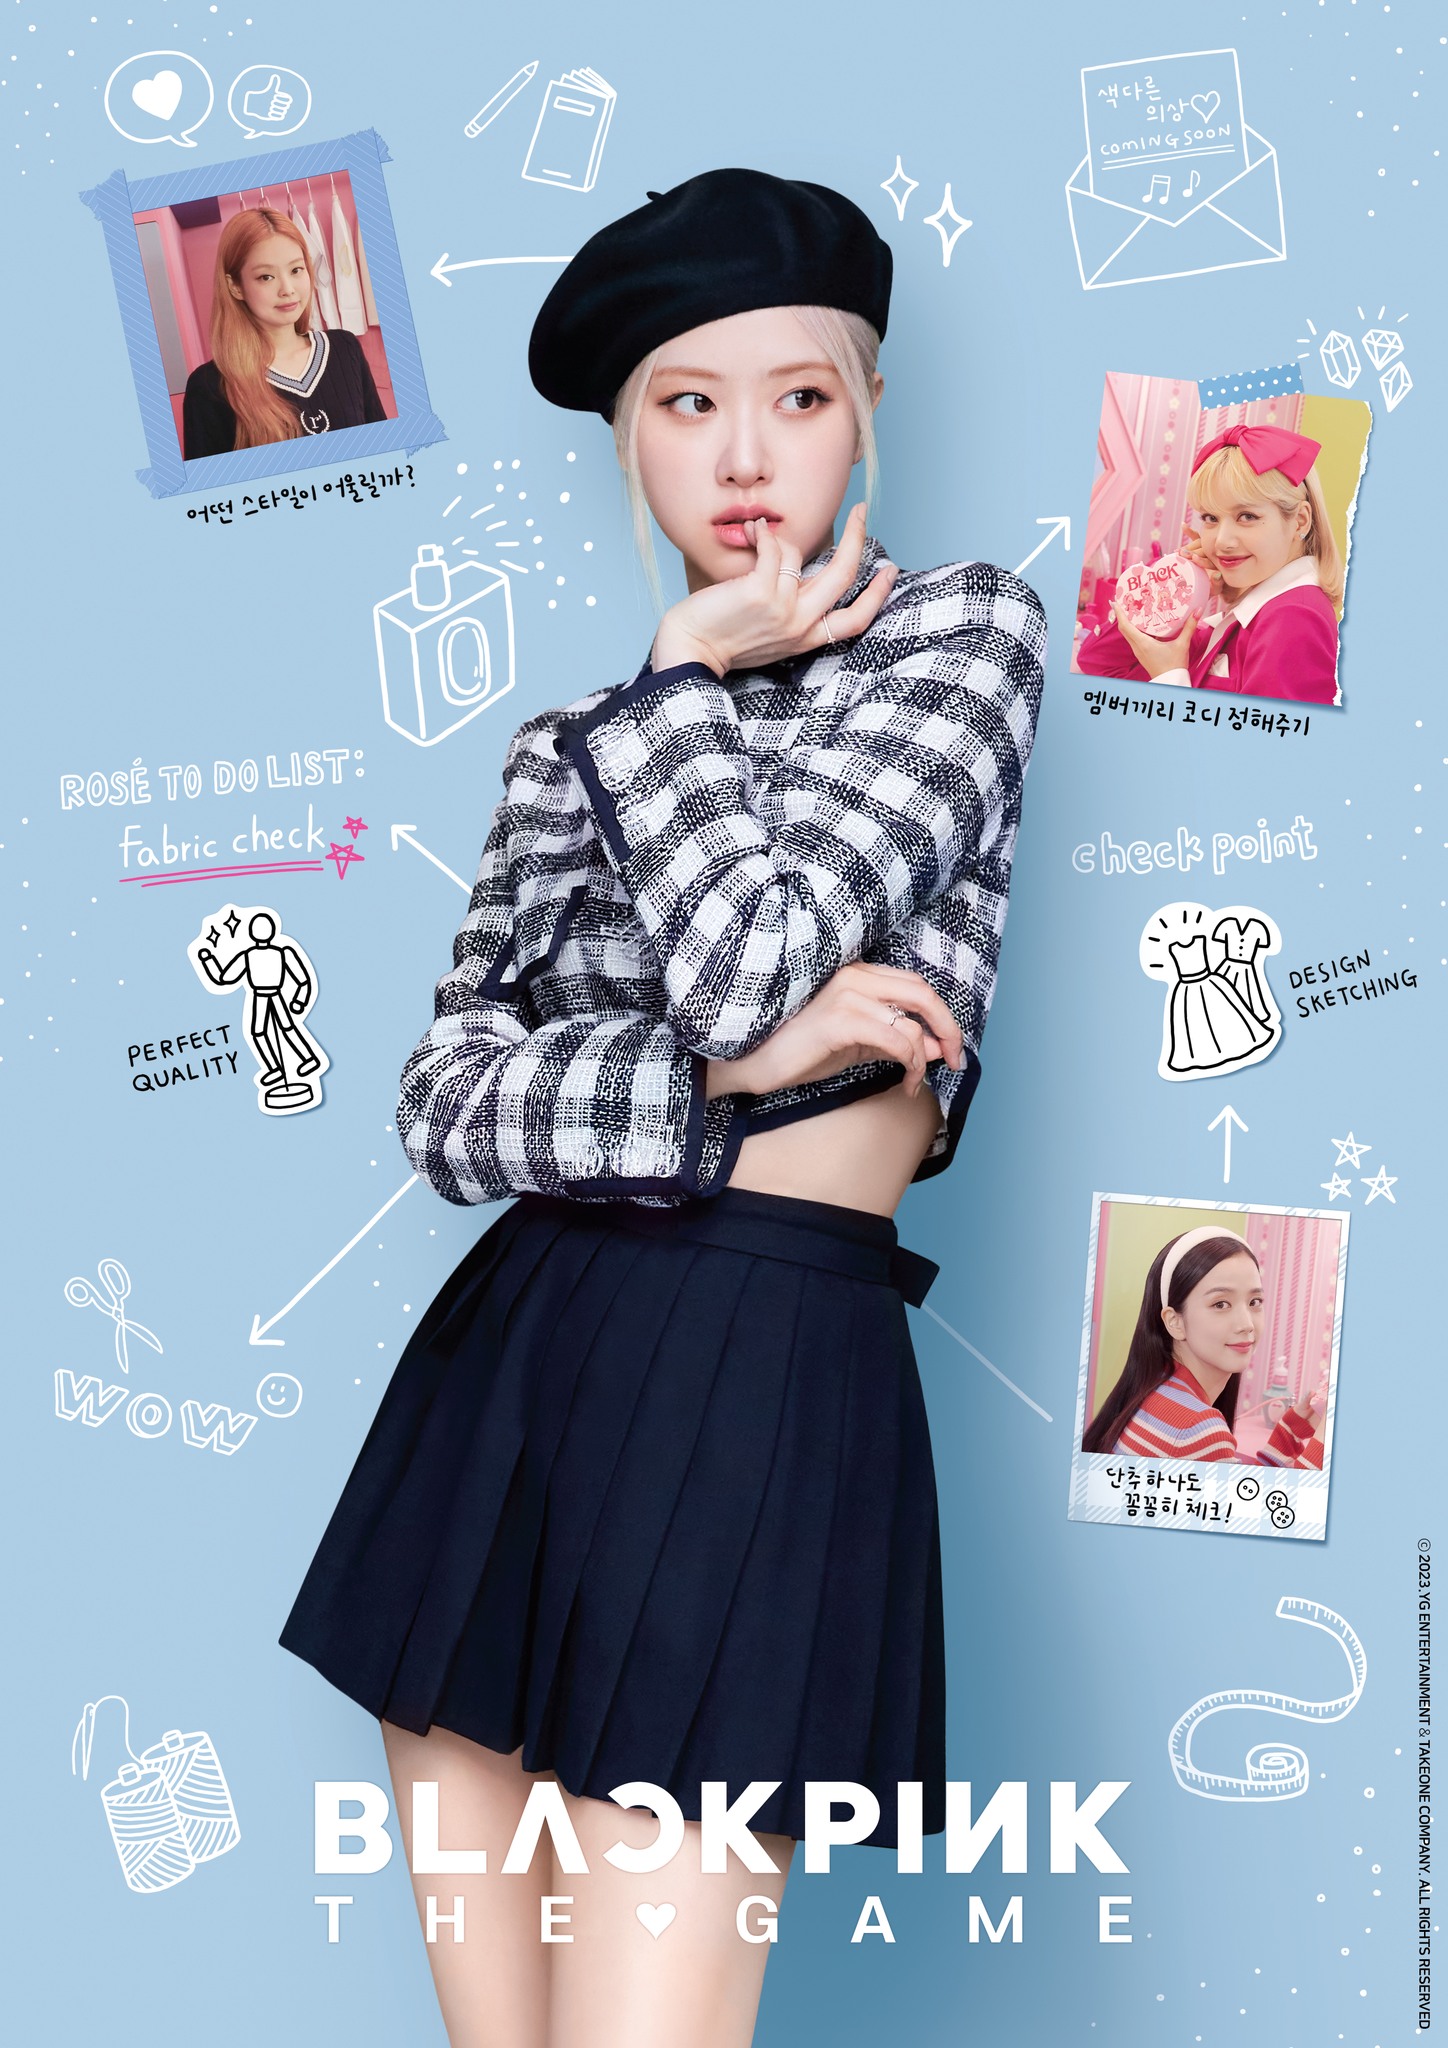 색다른
의상♡
COMING SOON
어떤 스타일이 어울릴까?
BLACK
멤버끼리 코디 정해주기
ROSÉ TO DO LIST:
Fabric check
PERFECT
QUALITY
check point
DESIGN
SKETCHING
WOW
단추 하나도
꼼꼼히 체크!
BLACKPINK
THE♥GAME
© 2023.YG ENTERTAINMENT & TAKEONE COMPANY. ALL RIGHTS RESERVED